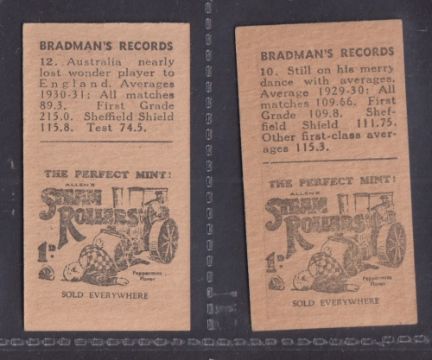 BRADMAN'S RECORDS
12. Australia nearly
lost wonder player to
England. Averages
1930-31: All matches
89.3. First Grade
215.0. Sheffield Shield
115.8. Test 74.5.
THE PERFECT MINT!
ALLEN'S
STEAM
ROLLERS
1D.
Peppermint
Flavor
SOLD EVERYWHERE
BRADMAN'S RECORDS
10. Still on his merry
dance with averages.
Average 1929-30: All
matches 109.66. First
Grade 109.8. Shef-
field Shield 111.75.
Other first-class aver-
ages 115.3.
THE PERFECT MINT!
ALLEN'S
STEAM
ROLLERS
1D.
Peppermint
Flavor
SOLD EVERYWHERE